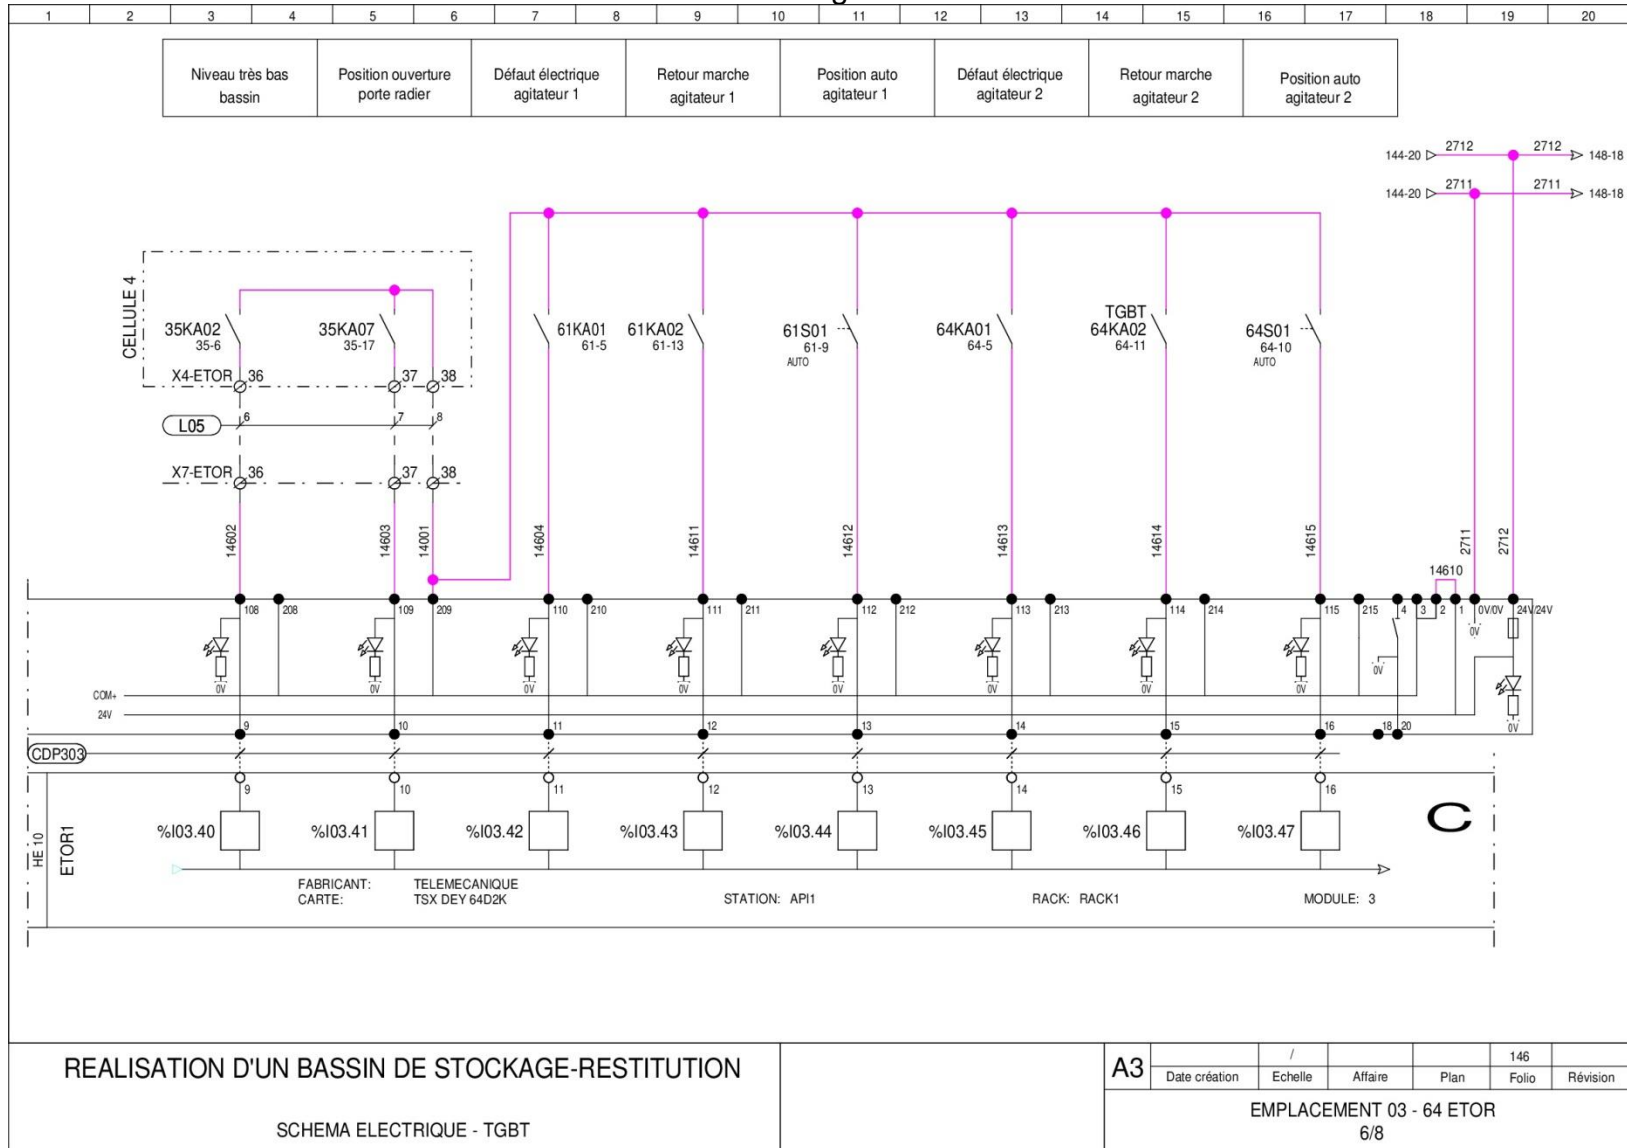 1 2 3 4 5 6 7 8 9 10 11 12 13 14 15 16 17 18 19 20
Niveau très bas
bassin
Position ouverture
porte radier
Défaut électrique
agitateur 1
Retour marche
agitateur 1
Position auto
agitateur 1
Défaut électrique
agitateur 2
Retour marche
agitateur 2
Position auto
agitateur 2
144-20 2712 2712 148-18
144-20 2711 2711 148-18
CELLULE 4
35KA02
35-6
35KA07
35-17
61KA01
61-5
61KA02
61-13
61S01
61-9
AUTO
64KA01
64-5
TGBT
64KA02
64-11
64S01
64-10
AUTO
X4-ETOR 36 37 38
L05 6 7 8
X7-ETOR 36 37 38
14602 14603 14001 14604 14611 14612 14613 14614 14615 2711 2712
14610
108 208 109 209 110 210 111 211 112 212 113 213 114 214 115 215 4 3 2 1 0V/0V 24V/24V
0V
0V
0V 0V 0V 0V 0V 0V 0V 0V
COM+
24V
0V
9 10 11 12 13 14 15 16 18 20
CDP303
9 10 11 12 13 14 15 16
HE 10
ETOR1
%I03.40 %I03.41 %I03.42 %I03.43 %I03.44 %I03.45 %I03.46 %I03.47
C
FABRICANT: TELEMECANIQUE
CARTE: TSX DEY 64D2K STATION: API1 RACK: RACK1 MODULE: 3
REALISATION D'UN BASSIN DE STOCKAGE-RESTITUTION
SCHEMA ELECTRIQUE - TGBT
A3
/ 146
Date création Echelle Affaire Plan Folio Révision
EMPLACEMENT 03 - 64 ETOR
6/8